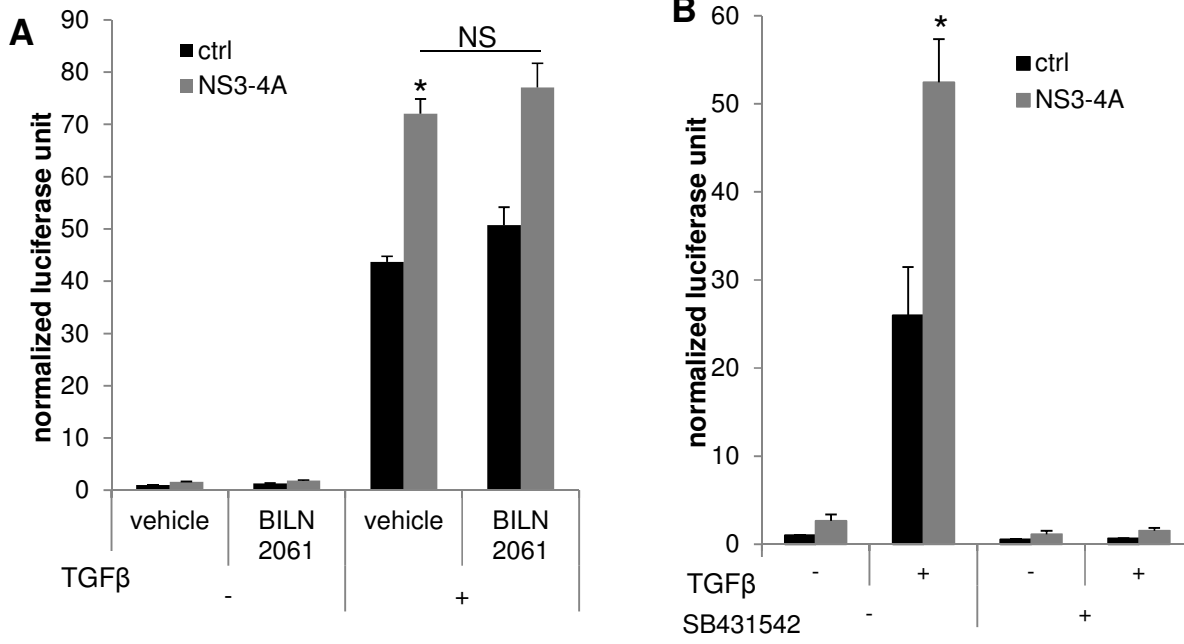 A
90
80
70
60
50
40
30
20
10
0
normalized luciferase unit
ctrl
NS3-4A
NS
*
vehicle
BILN
2061
vehicle
BILN
2061
TGFβ
-
+
B
60
50
40
30
20
10
0
normalized luciferase unit
*
ctrl
NS3-4A
TGFβ
- + - +
SB431542
- +